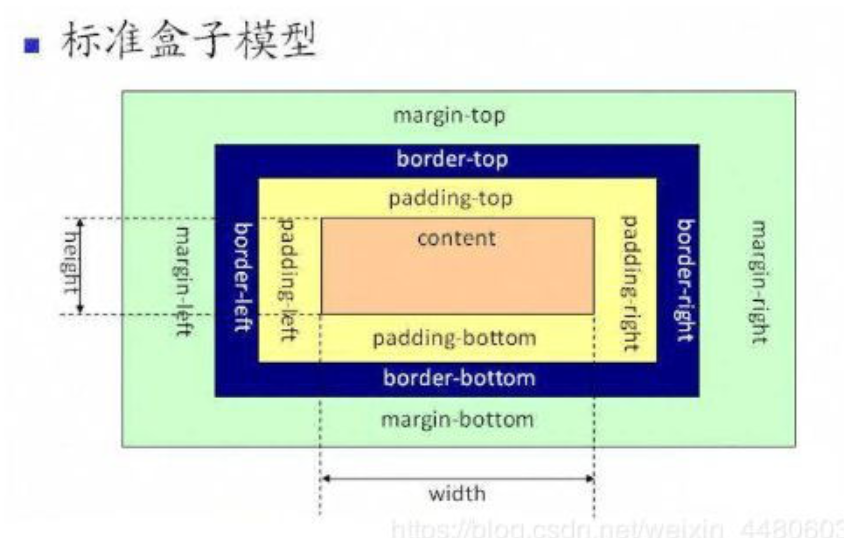 标准盒子模型
margin-top
border-top
padding-top
content
height
margin-left
border-left
padding-left
padding-right
border-right
margin-right
padding-bottom
border-bottom
margin-bottom
width
https://blog.csdn.net/weixin_4480603